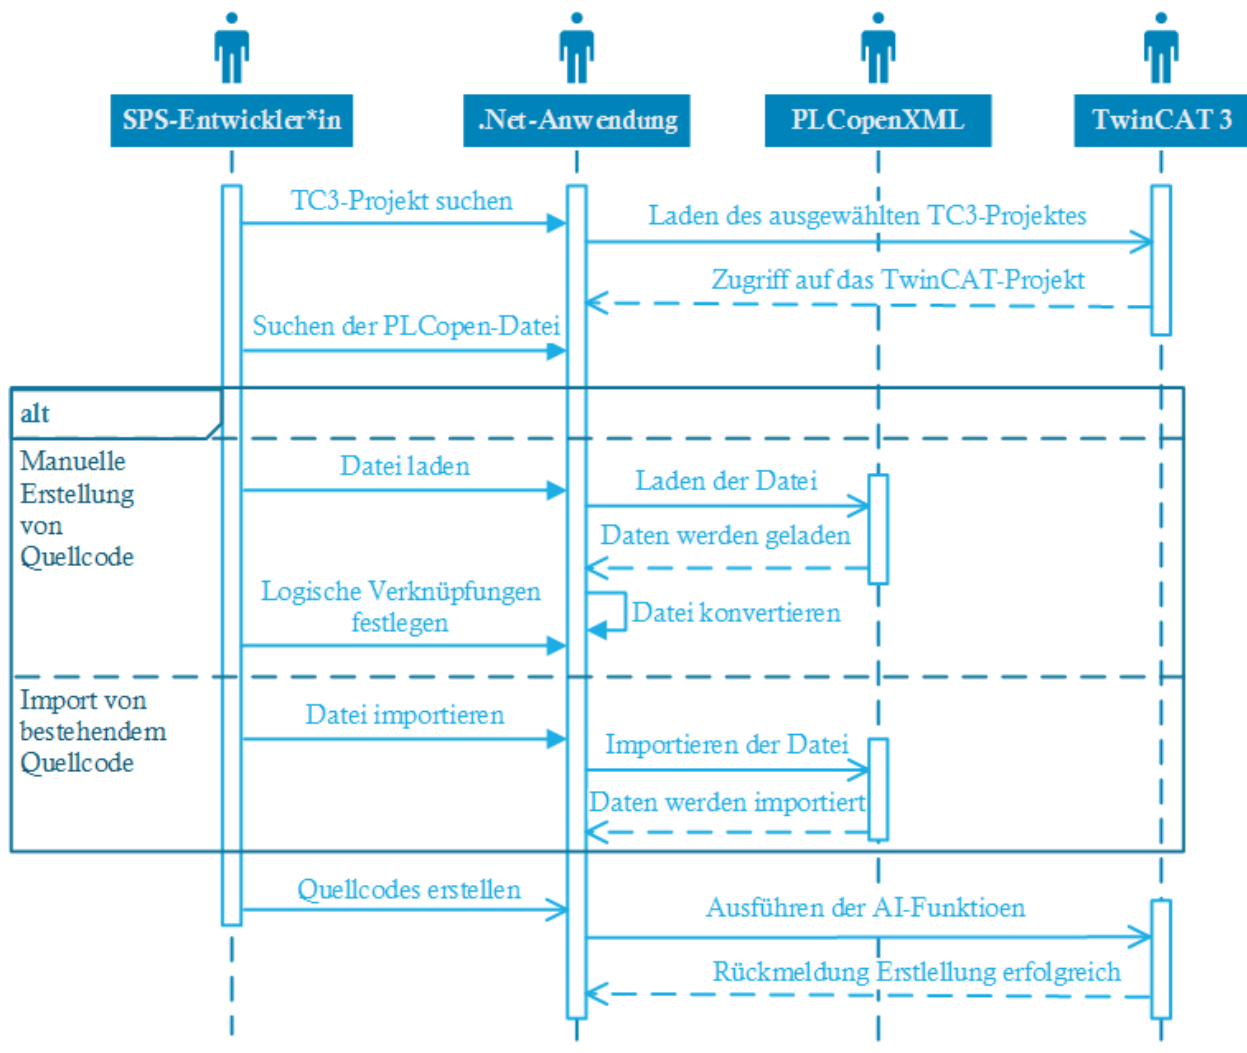 SPS-Entwickler*in
.Net-Anwendung
PLCopenXML
TwinCAT 3
TC3-Projekt suchen
Laden des ausgewählten TC3-Projektes
Zugriff auf das TwinCAT-Projekt
Suchen der PLCopen-Datei
alt
Manuelle
Erstellung
von
Quellcode
Datei laden
Laden der Datei
Daten werden geladen
Logische Verknüpfungen
festlegen
Datei konvertieren
Import von
bestehendem
Quellcode
Datei importieren
Importieren der Datei
Daten werden importiert
Quellcodes erstellen
Ausführen der AI-Funktioen
Rückmeldung Erstlellung erfolgreich